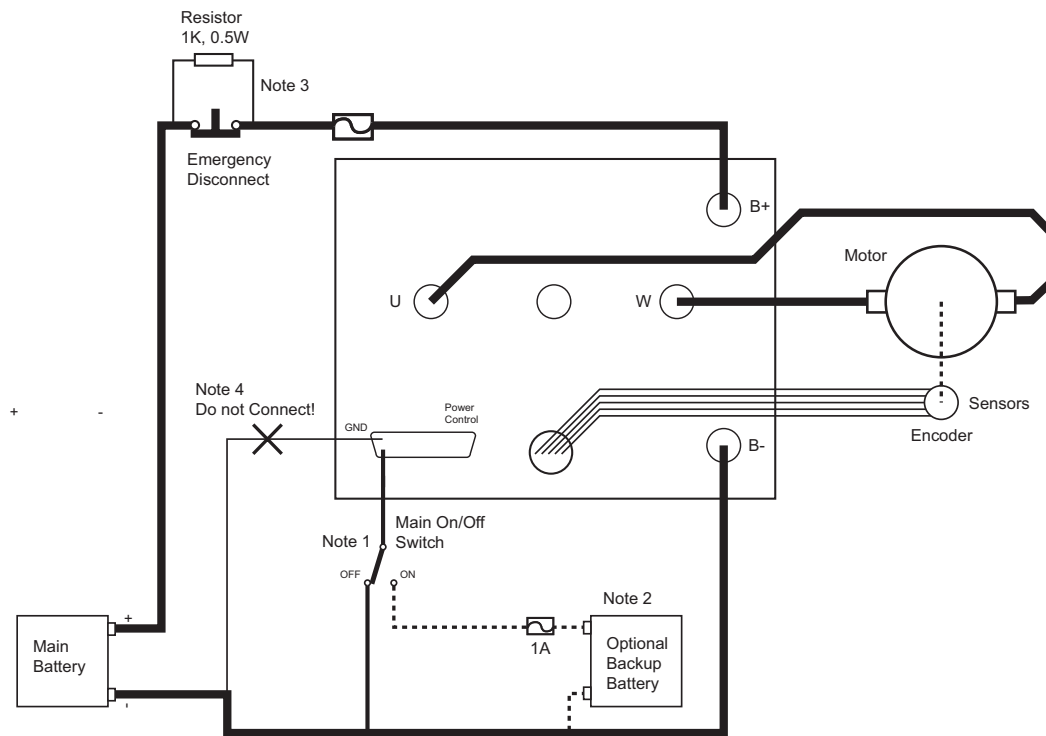 Resistor
1K, 0.5W
Note 3
Emergency
Disconnect
B+
Motor
U
W
Note 4
Do not Connect!
+
-
GND
Power
Control
Sensors
Encoder
B-
Main On/Off
Switch
Note 1
OFF
ON
Note 2
1A
Optional
Backup
Battery
+
Main
Battery
-